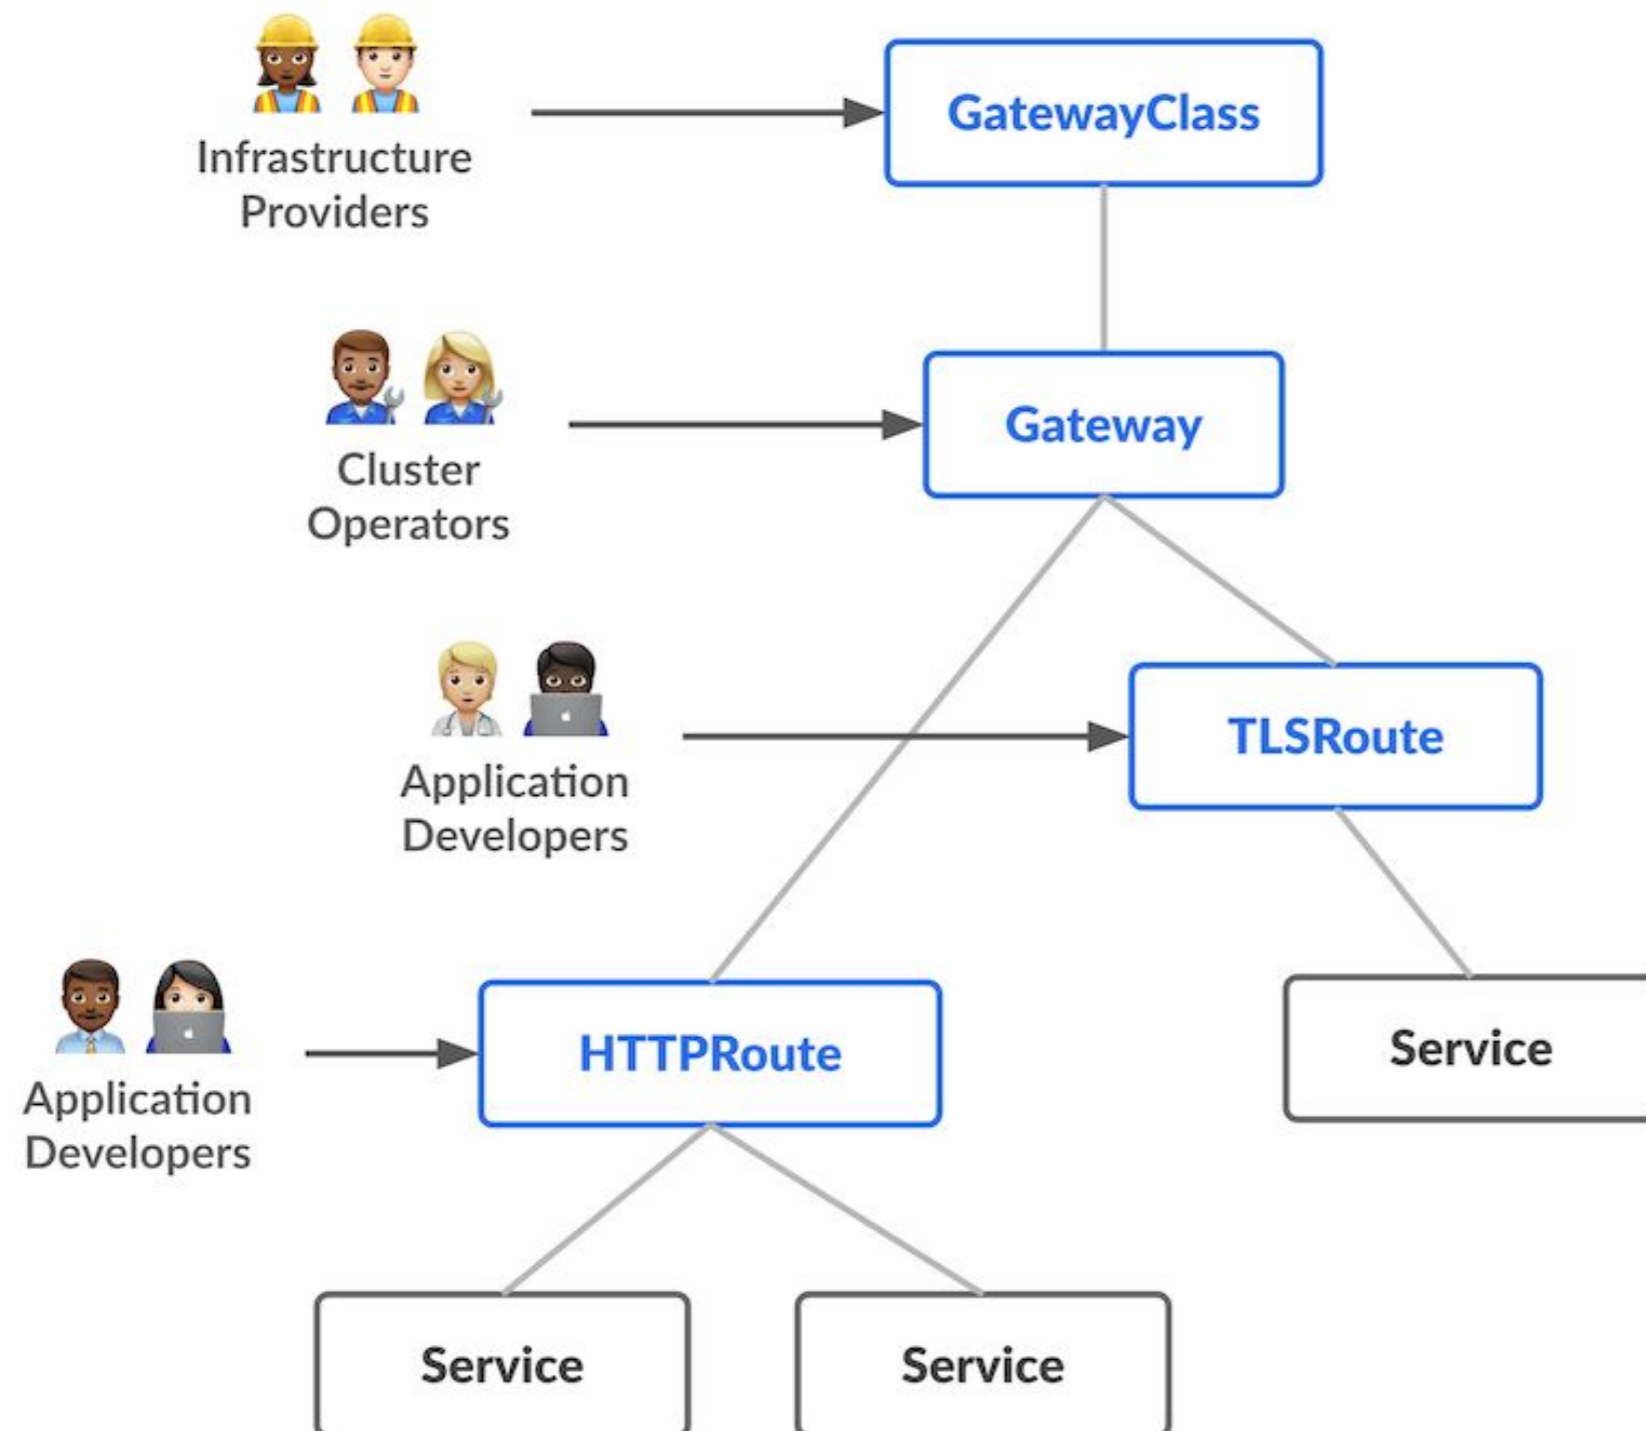 GatewayClass
Infrastructure
Providers
Gateway
Cluster
Operators
TLSRoute
Application
Developers
Service
HTTPRoute
Application
Developers
Service
Service